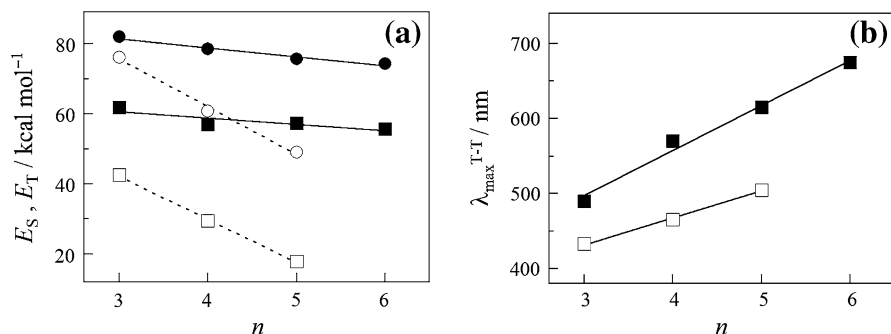 (a)
E_S , E_T / kcal mol⁻¹
80
60
40
20
3 4 5 6
n
(b)
λ_max^T-T / nm
700
600
500
400
3 4 5 6
n